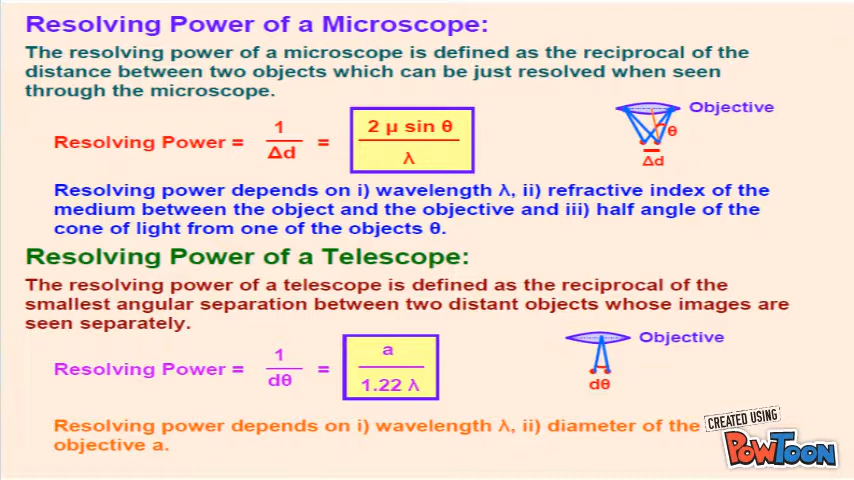 Resolving Power of a Microscope:
The resolving power of a microscope is defined as the reciprocal of the
distance between two objects which can be just resolved when seen
through the microscope.
Resolving Power = 1 / Δd = 2 μ sin θ / λ
Objective
θ
Δd
Resolving power depends on i) wavelength λ, ii) refractive index of the
medium between the object and the objective and iii) half angle of the
cone of light from one of the objects θ.
Resolving Power of a Telescope:
The resolving power of a telescope is defined as the reciprocal of the
smallest angular separation between two distant objects whose images are
seen separately.
Resolving Power = 1 / dθ = a / 1.22 λ
Objective
dθ
Resolving power depends on i) wavelength λ, ii) diameter of the
objective a.
CREATED USING
POWTOON